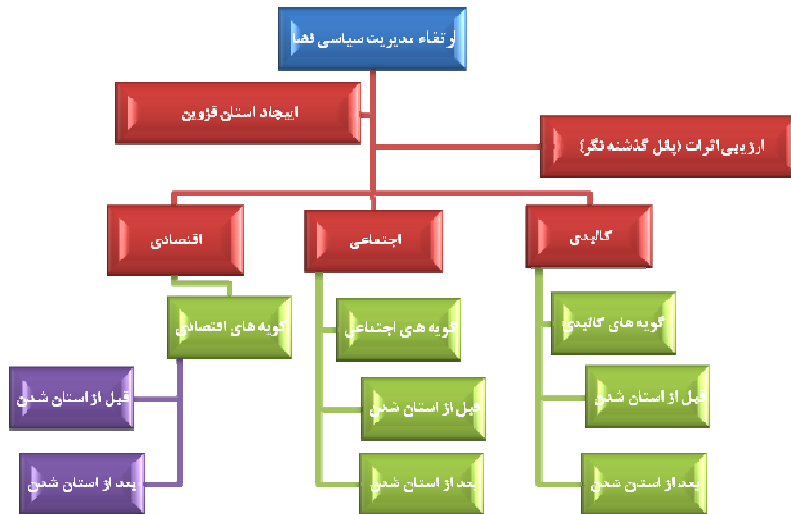 ارتقاء مدیریت سیاسی فضا
ایجاد استان قزوین
ارزیابی اثرات (پانل گذشته نگر)
کالبدی
اجتماعی
اقتصادی
گویه های کالبدی
گویه های اجتماعی
گویه های اقتصادی
قبل از استان شدن
قبل از استان شدن
قبل از استان شدن
بعد از استان شدن
بعد از استان شدن
بعد از استان شدن